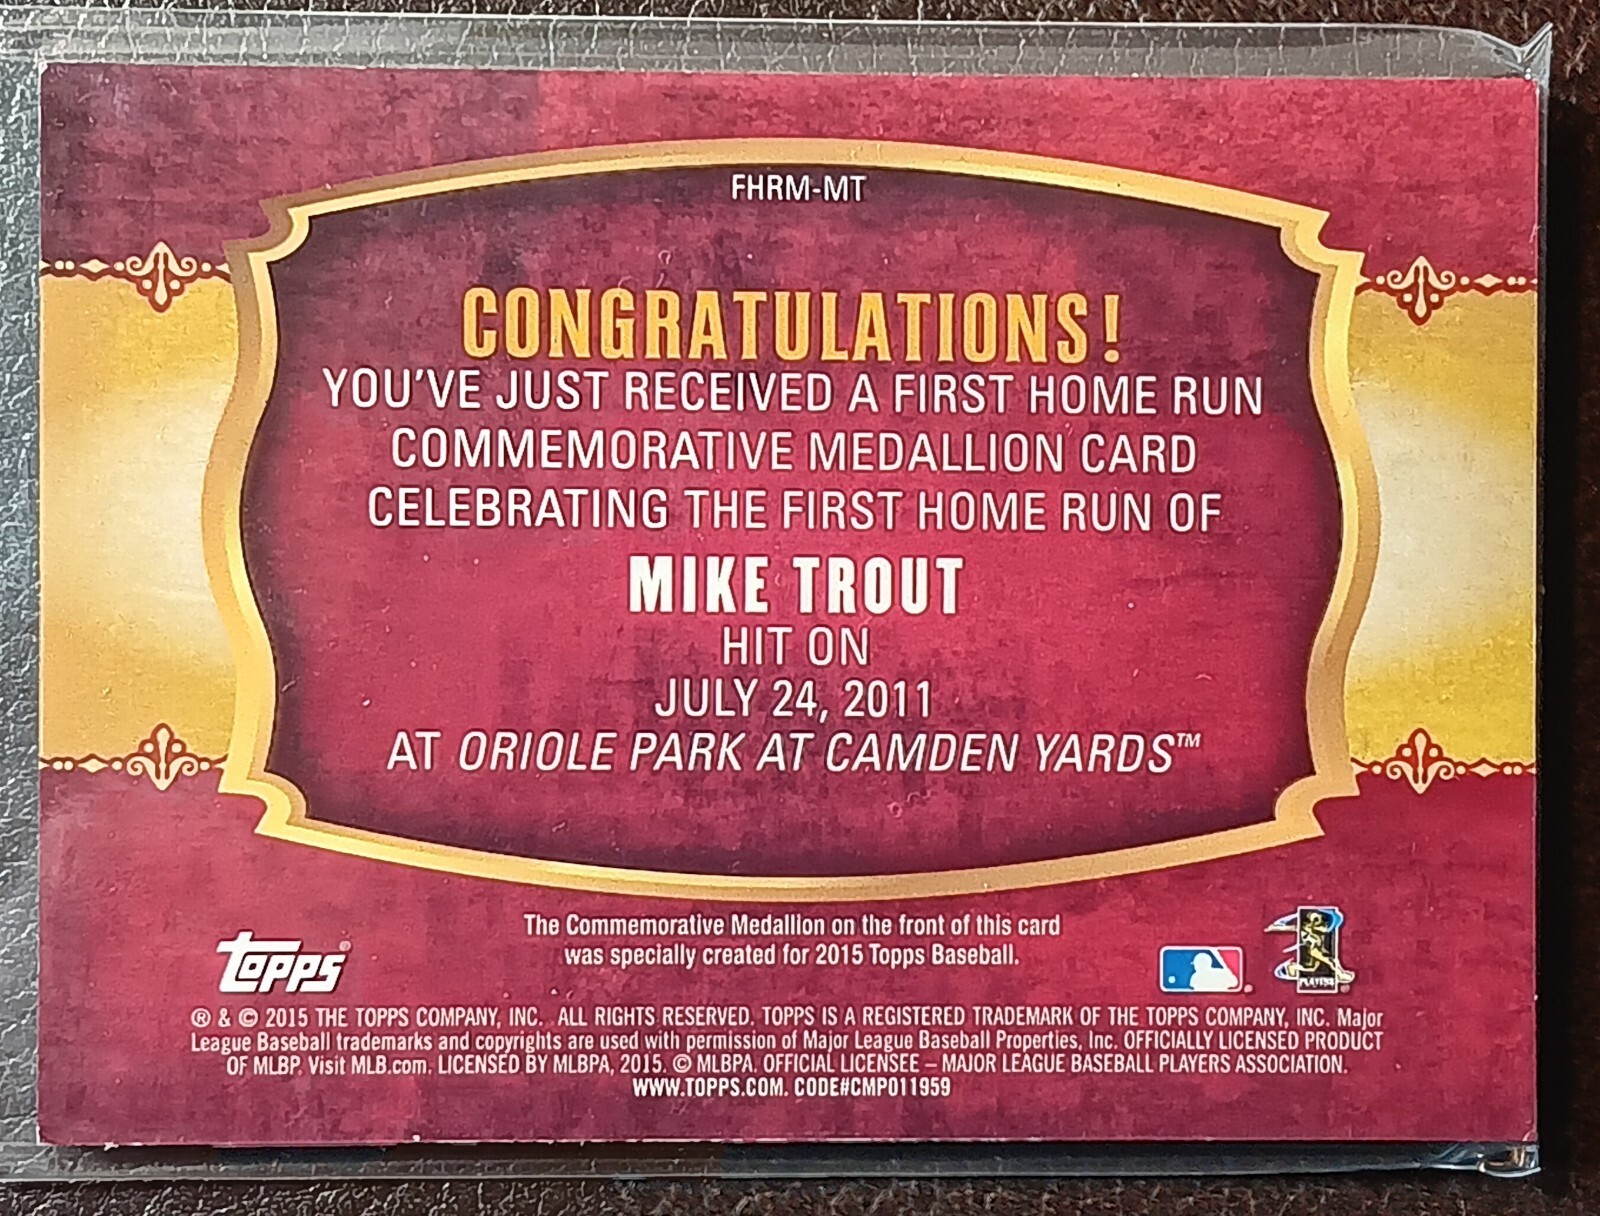 FHRM-MT
CONGRATULATIONS!
YOU'VE JUST RECEIVED A FIRST HOME RUN
COMMEMORATIVE MEDALLION CARD
CELEBRATING THE FIRST HOME RUN OF
MIKE TROUT
HIT ON
JULY 24, 2011
AT ORIOLE PARK AT CAMDEN YARDS™
The Commemorative Medallion on the front of this card
was specially created for 2015 Topps Baseball.
Topps®
PLAYERS
® & © 2015 THE TOPPS COMPANY, INC. ALL RIGHTS RESERVED. TOPPS IS A REGISTERED TRADEMARK OF THE TOPPS COMPANY, INC. Major
League Baseball trademarks and copyrights are used with permission of Major League Baseball Properties, Inc. OFFICIALLY LICENSED PRODUCT
OF MLBP. Visit MLB.com. LICENSED BY MLBPA, 2015. © MLBPA. OFFICIAL LICENSEE – MAJOR LEAGUE BASEBALL PLAYERS ASSOCIATION.
WWW.TOPPS.COM. CODE#CMP011959